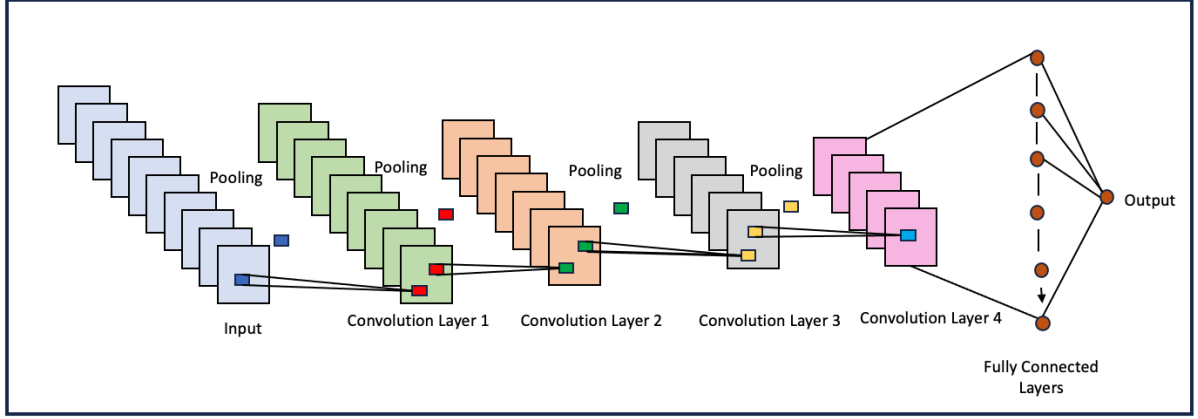 Pooling
Pooling
Pooling
Pooling
Output
Input
Convolution Layer 1
Convolution Layer 2
Convolution Layer 3
Convolution Layer 4
Fully Connected
Layers